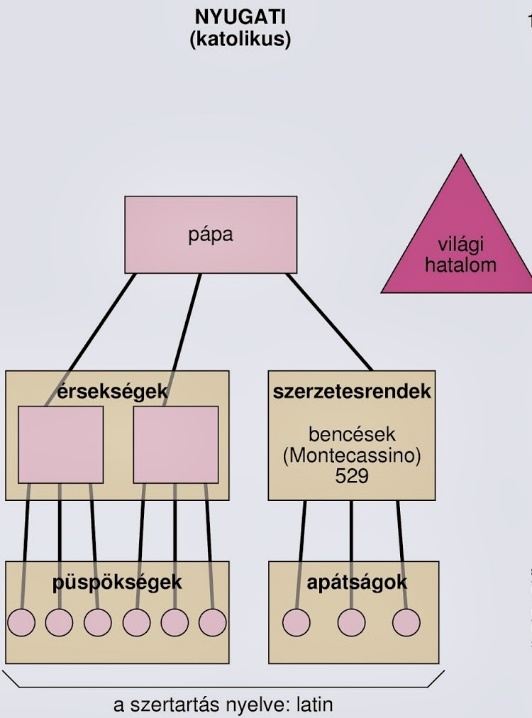 NYUGATI
(katolikus)
pápa
világi
hatalom
érsekségek
szerzetesrendek
bencések
(Montecassino)
529
püspökségek
apátságok
a szertartás nyelve: latin